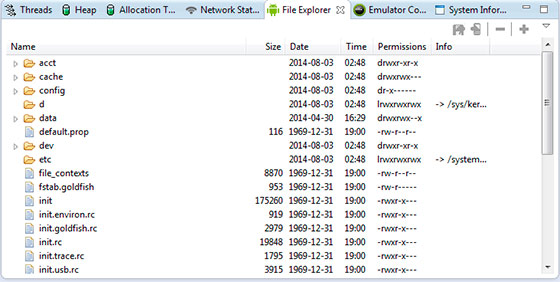 Threads Heap Allocation T... Network Stat... File Explorer Emulator Co... System Infor...
Name Size Date Time Permissions Info
acct 2014-08-03 02:48 drwxr-xr-x
cache 2014-08-03 02:48 drwxrwx---
config 2014-08-03 02:48 dr-x------
d 2014-08-03 02:48 lrwxrwxrwx -> /sys/ker...
data 2014-04-30 16:29 drwxrwx--x
default.prop 116 1969-12-31 19:00 -rw-r--r--
dev 2014-08-03 02:48 drwxr-xr-x
etc 2014-08-03 02:48 lrwxrwxrwx -> /system...
file_contexts 8870 1969-12-31 19:00 -rw-r--r--
fstab.goldfish 953 1969-12-31 19:00 -rw-r-----
init 175260 1969-12-31 19:00 -rwxr-x---
init.environ.rc 919 1969-12-31 19:00 -rwxr-x---
init.goldfish.rc 2979 1969-12-31 19:00 -rwxr-x---
init.rc 19848 1969-12-31 19:00 -rwxr-x---
init.trace.rc 1795 1969-12-31 19:00 -rwxr-x---
init.usb.rc 3915 1969-12-31 19:00 -rwxr-x---